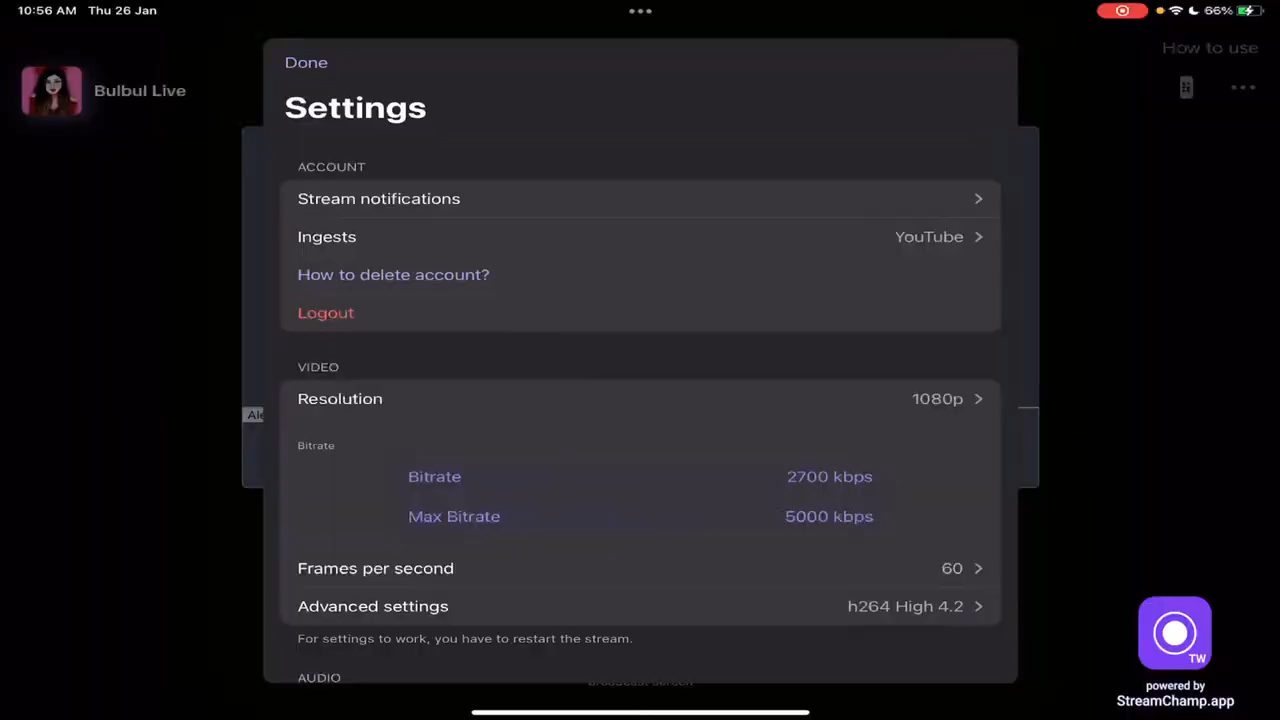 10:56 AM Thu 26 Jan
66%
How to use
Bulbul Live
Done
Settings
ACCOUNT
Stream notifications
Ingests YouTube
How to delete account?
Logout
VIDEO
Resolution 1080p
Bitrate
Bitrate 2700 kbps
Max Bitrate 5000 kbps
Frames per second 60
Advanced settings h264 High 4.2
For settings to work, you have to restart the stream.
AUDIO
TW
powered by
StreamChamp.app